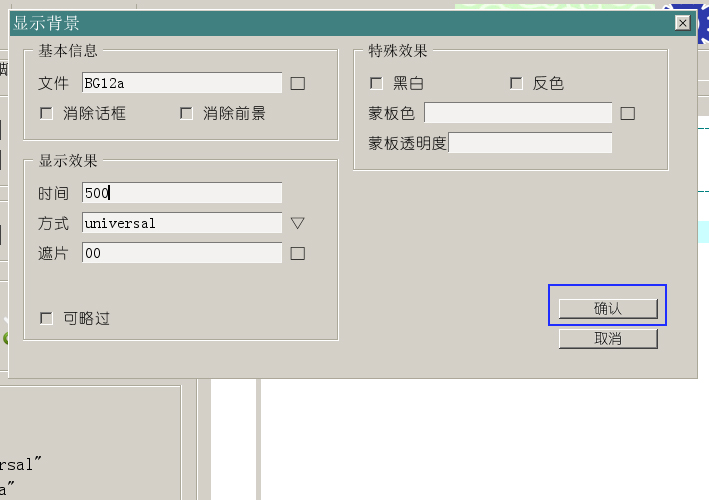 显示背景
基本信息
文件 BG12a
消除话框 消除前景
显示效果
时间 500
方式 universal
遮片 00
可略过
特殊效果
黑白 反色
蒙板色
蒙板透明度
确认
取消
rsal"
a"